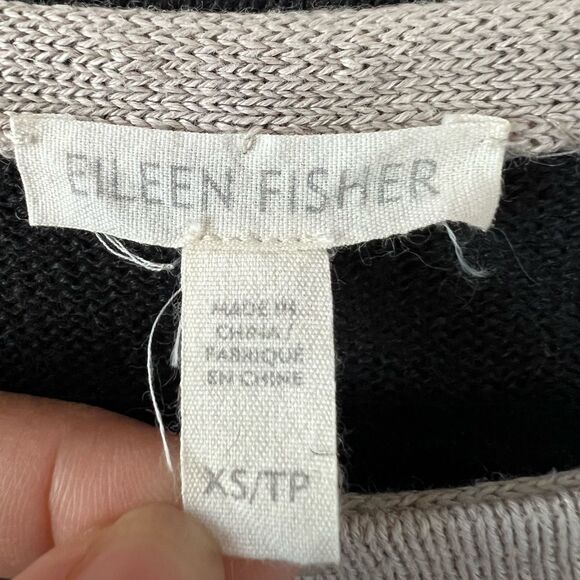 EILEEN FISHER
MADE IN
CHINA/
FABRIQUÉ
EN CHINE
XS/TP